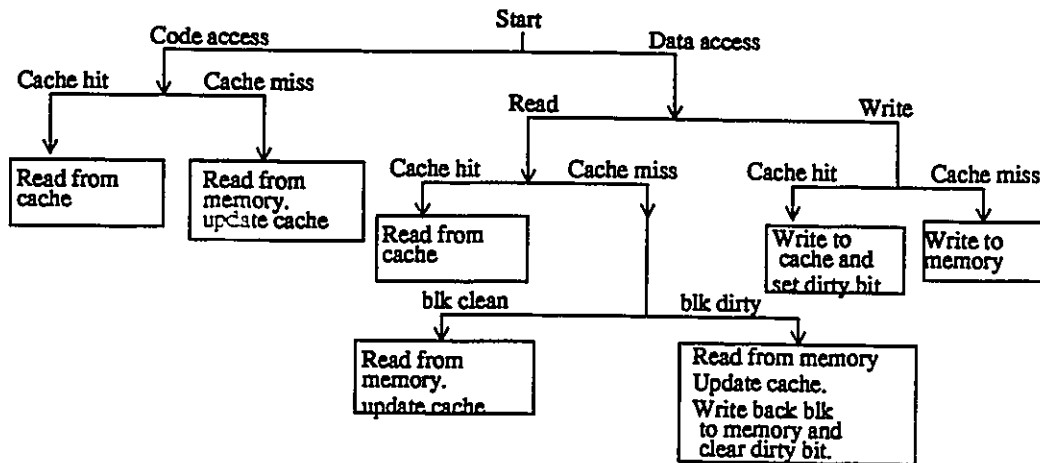 Start
Code access
Data access
Cache hit
Cache miss
Read
Write
Read from
cache
Read from
memory.
update cache
Cache hit
Cache miss
Cache hit
Cache miss
Read from
cache
Write to
cache and
set dirty bit
Write to
memory
blk clean
blk dirty
Read from
memory.
update cache
Read from memory
Update cache.
Write back blk
to memory and
clear dirty bit.